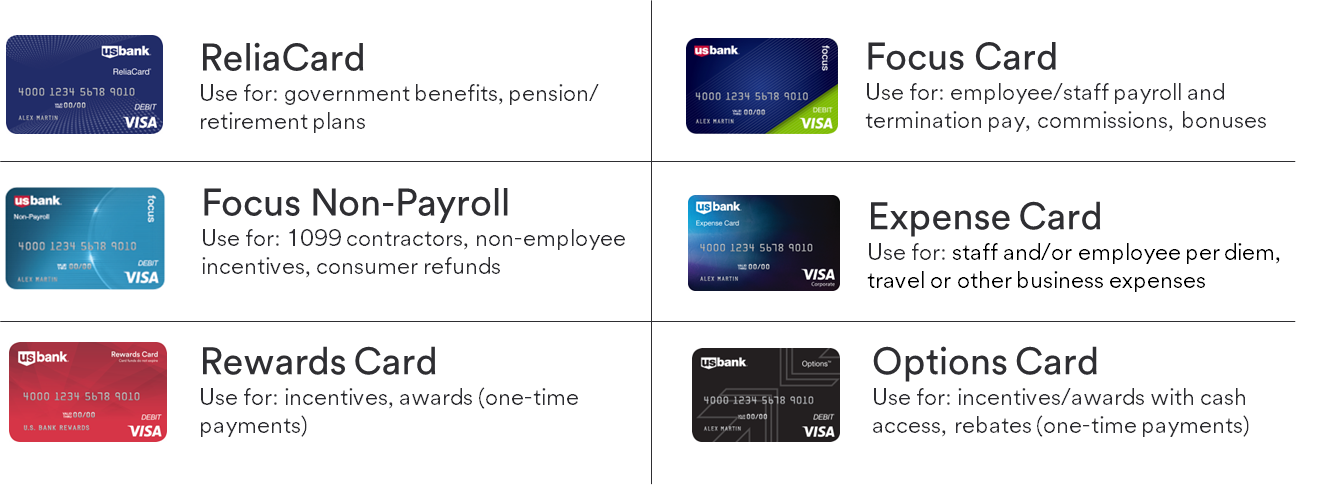 usbank
ReliaCard
4000 1234 5678 9010
00/00
DEBIT
ALEX MARTIN
VISA
ReliaCard
Use for: government benefits, pension/
retirement plans
usbank
focus
4000 1234 5678 9010
00/00
DEBIT
ALEX MARTIN
VISA
Focus Card
Use for: employee/staff payroll and
termination pay, commissions, bonuses
usbank
Non-Payroll
focus
4000 1234 5678 9010
00/00
DEBIT
ALEX MARTIN
VISA
Focus Non-Payroll
Use for: 1099 contractors, non-employee
incentives, consumer refunds
usbank
Expense Card
4000 1234 5678 9010
00/00
ALEX MARTIN
VISA
Corporate
Expense Card
Use for: staff and/or employee per diem,
travel or other business expenses
usbank
Rewards Card
4000 1234 5678 9010
00/00
DEBIT
U.S. BANK REWARDS
VISA
Rewards Card
Use for: incentives, awards (one-time
payments)
usbank
Options™
4000 1234 5678 9010
00/00
DEBIT
ALEX MARTIN
VISA
Options Card
Use for: incentives/awards with cash
access, rebates (one-time payments)